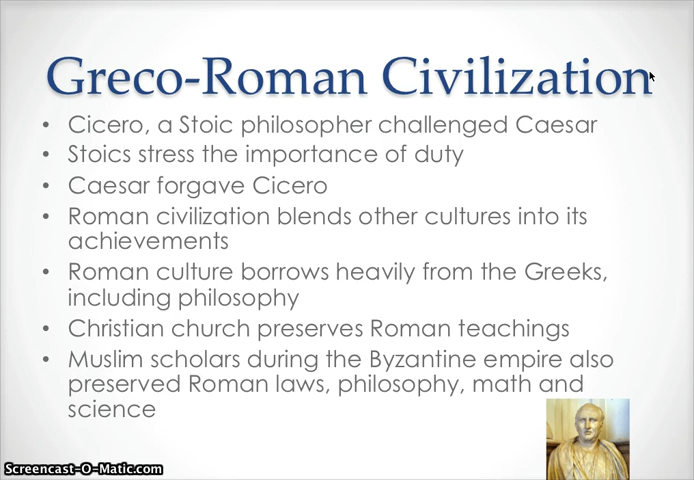 Greco-Roman Civilization
• Cicero, a Stoic philosopher challenged Caesar
• Stoics stress the importance of duty
• Caesar forgave Cicero
• Roman civilization blends other cultures into its
achievements
• Roman culture borrows heavily from the Greeks,
including philosophy
• Christian church preserves Roman teachings
• Muslim scholars during the Byzantine empire also
preserved Roman laws, philosophy, math and
science
Screencast-O-Matic.com